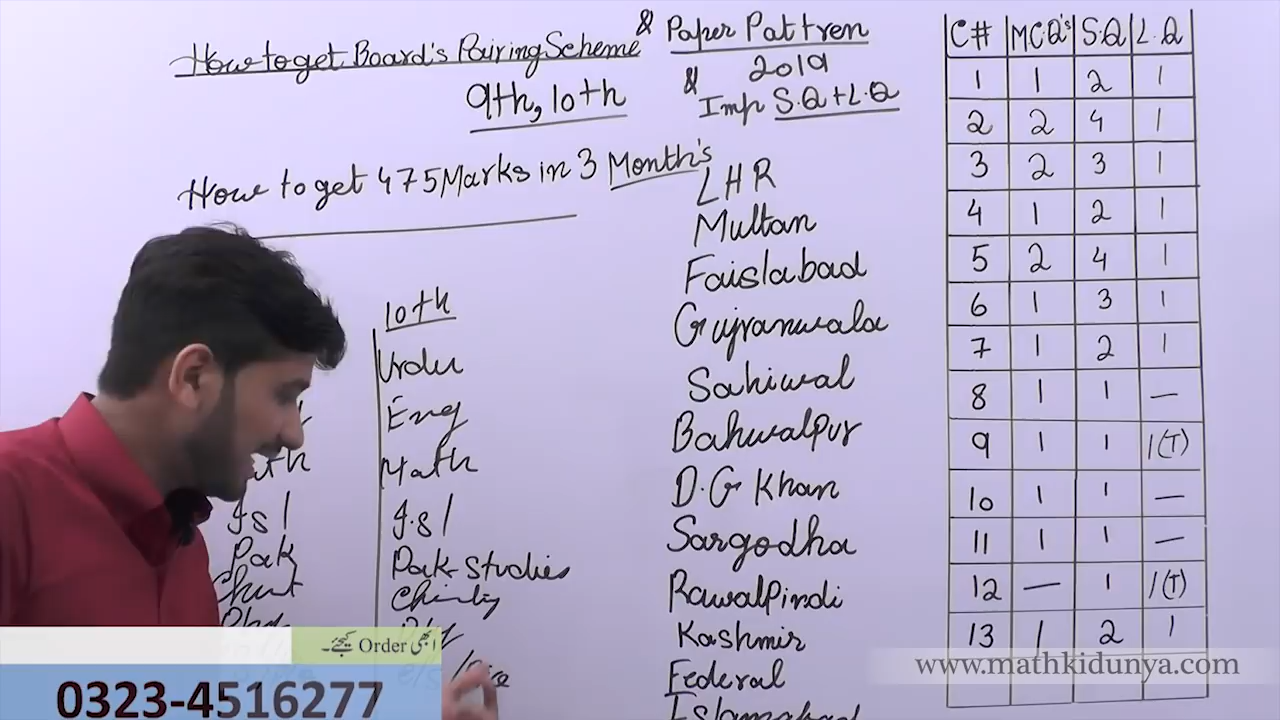 How to get Board's Pairing Scheme &
9th, 10th
Paper Pattren
& 2019
Imp S.Q + L.Q
How to get 475 Marks in 3 Month's
10th
Urdu
Eng
Math
I.S/
Pak-Studies
Pak
LHR
Multan
Faislabad
Gujranwala
Sahiwal
Bahwalpur
D.G Khan
Sargodha
RawalPindi
Kashmir
Federal
Islamabad
C# MCQ's S.Q L.Q
1 1 2 1
2 2 4 1
3 2 3 1
4 1 2 1
5 2 4 1
6 1 3 1
7 1 2 1
8 1 1 —
9 1 1 1(T)
10 1 1 —
11 1 1 —
12 — 1 1(T)
13 1 2 1
ابھی Order کیجئے۔
0323-4516277
www.mathkidunya.com